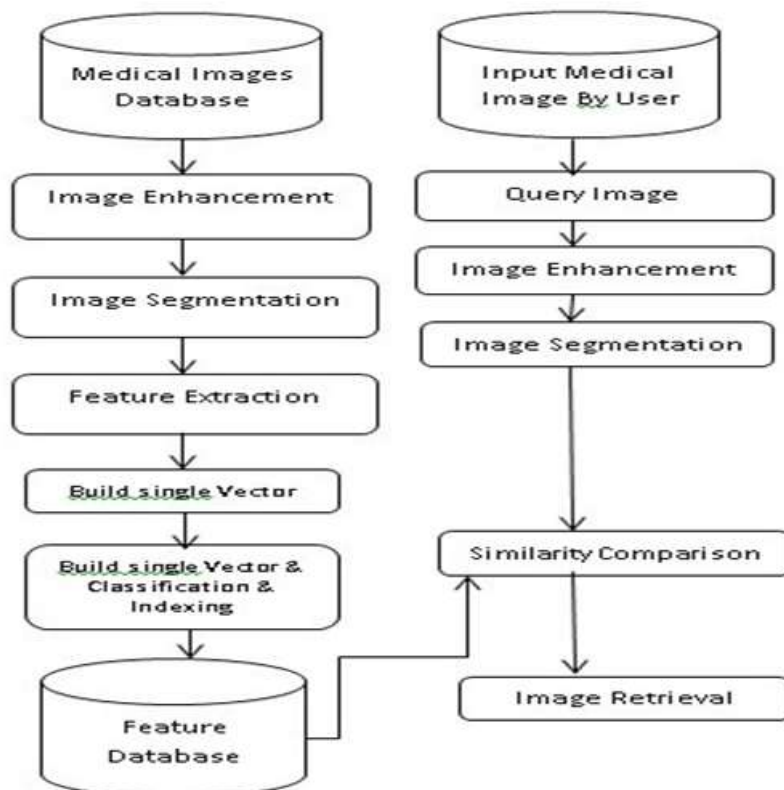 Medical Images
Database
Image Enhancement
Image Segmentation
Feature Extraction
Build single Vector
Build single Vector &
Classification &
Indexing
Feature
Database
Input Medical
Image By User
Query Image
Image Enhancement
Image Segmentation
Similarity Comparison
Image Retrieval